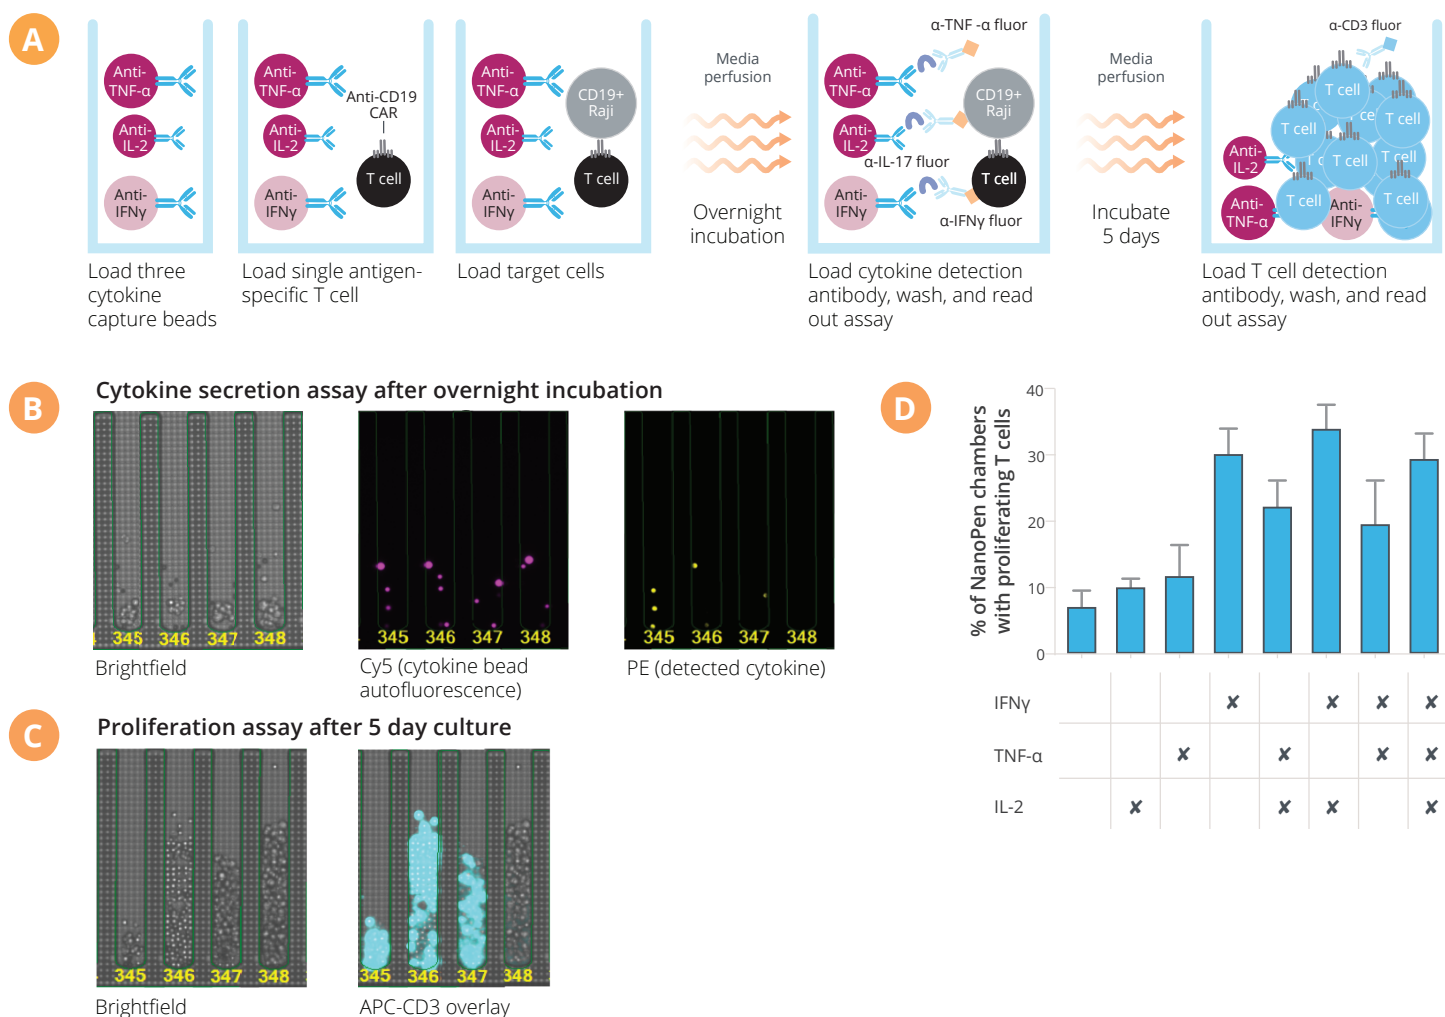 A
Anti-
TNF-α
Anti-
IL-2
Anti-
IFNγ
Load three
cytokine
capture beads
Anti-
TNF-α
Anti-
IL-2
Anti-
IFNγ
Anti-CD19
CAR
T cell
Load single antigen-
specific T cell
Anti-
TNF-α
Anti-
IL-2
Anti-
IFNγ
CD19+
Raji
T cell
Load target cells
Media
perfusion
Overnight
incubation
α-TNF -α fluor
Anti-
TNF-α
Anti-
IL-2
α-IL-17 fluor
Anti-
IFNγ
CD19+
Raji
T cell
α-IFNγ fluor
Load cytokine detection
antibody, wash, and read
out assay
Media
perfusion
Incubate
5 days
α-CD3 fluor
T cell
T cell
T cell
T cell
T cell
T cell
T cell
Anti-
IL-2
Anti-
TNF-α
Anti-
IFNγ
Load T cell detection
antibody, wash, and read
out assay
B
Cytokine secretion assay after overnight incubation
345 346 347 348
Brightfield
345 346 347 348
Cy5 (cytokine bead
autofluorescence)
345 346 347 348
PE (detected cytokine)
C
Proliferation assay after 5 day culture
345 346 347 348
Brightfield
345 346 347 348
APC-CD3 overlay
D
% of NanoPen chambers
with proliferating T cells
40
30
20
10
0
IFNγ ✘ ✘ ✘ ✘
TNF-α ✘ ✘ ✘ ✘
IL-2 ✘ ✘ ✘ ✘